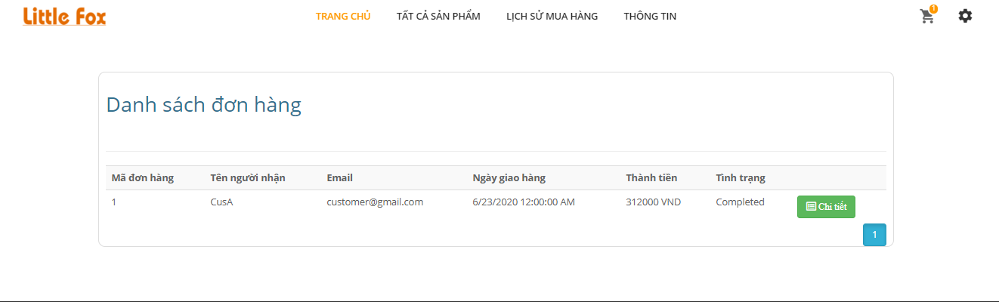 Little Fox
TRANG CHỦ TẤT CẢ SẢN PHẨM LỊCH SỬ MUA HÀNG THÔNG TIN 1
Danh sách đơn hàng
Mã đơn hàng Tên người nhận Email Ngày giao hàng Thành tiền Tình trạng
1 CusA customer@gmail.com 6/23/2020 12:00:00 AM 312000 VND Completed Chi tiết
1